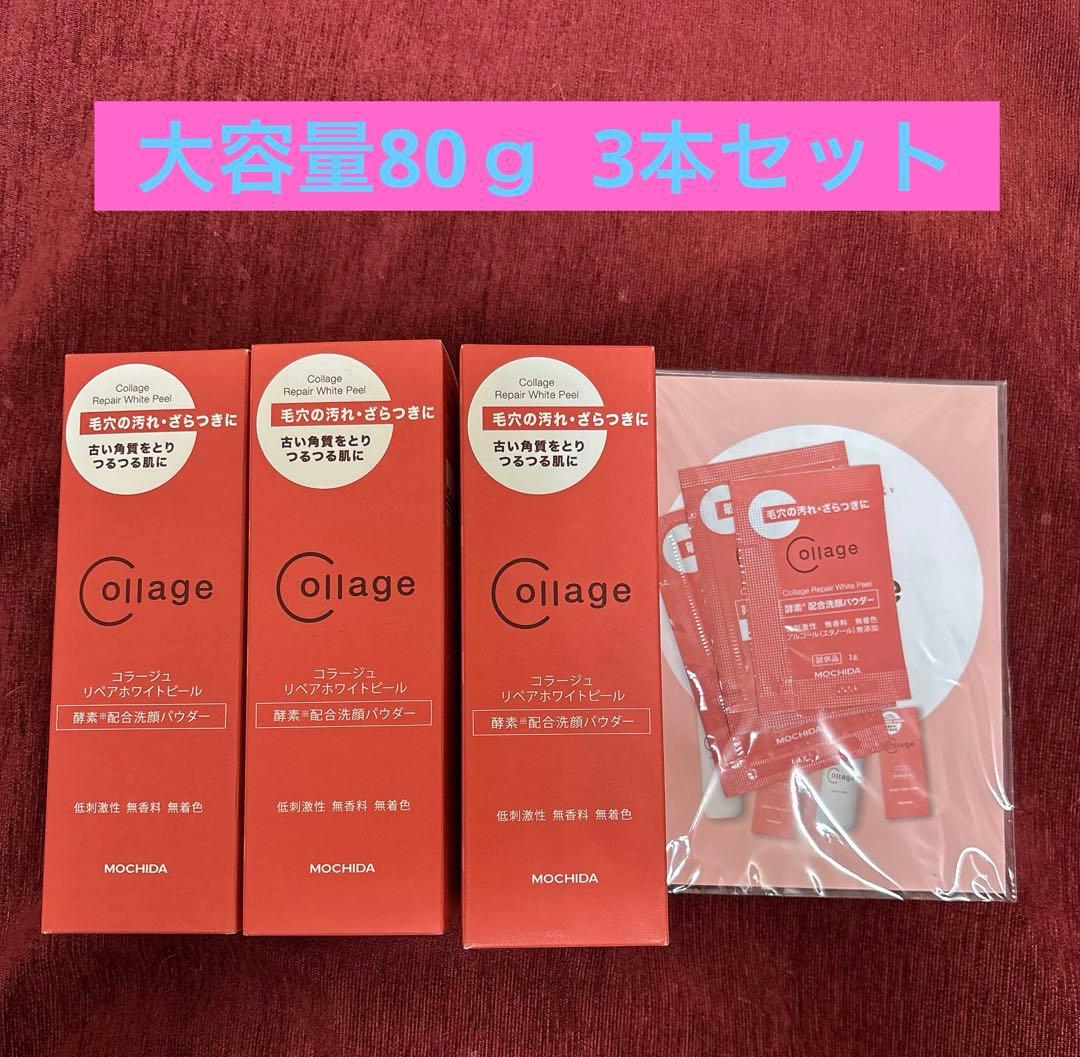 大容量80ｇ 3本セット
Collage
Repair White Peel
毛穴の汚れ・ざらつきに
古い角質をとり
つるつる肌に
Collage
コラージュ
リペアホワイトピール
酵素※配合洗顔パウダー
低刺激性 無香料 無着色
MOCHIDA
Collage
Repair White Peel
毛穴の汚れ・ざらつきに
古い角質をとり
つるつる肌に
Collage
コラージュ
リペアホワイトピール
酵素※配合洗顔パウダー
低刺激性 無香料 無着色
MOCHIDA
Collage
Repair White Peel
毛穴の汚れ・ざらつきに
古い角質をとり
つるつる肌に
Collage
コラージュ
リペアホワイトピール
酵素※配合洗顔パウダー
低刺激性 無香料 無着色
MOCHIDA
毛穴の汚れ・ざらつきに
Collage
Collage Repair White Peel
酵素※配合洗顔パウダー
低刺激性 無香料 無着色
アルコール(エタノール)無添加
試供品 1g
MOCHIDA
MOCHIDA
敏
敏
Collage
Collage
MOCHIDA